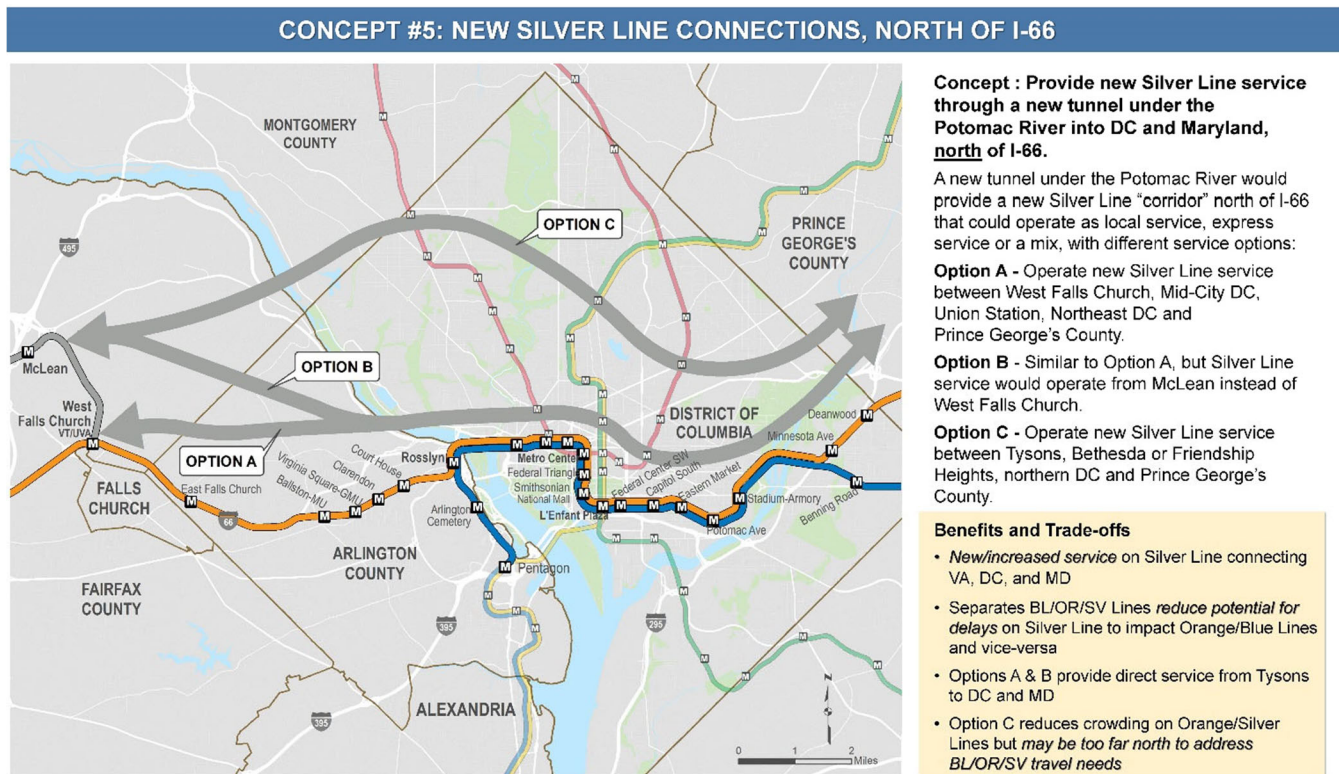 CONCEPT #5: NEW SILVER LINE CONNECTIONS, NORTH OF I-66
MONTGOMERY
COUNTY
PRINCE
GEORGE'S
COUNTY
OPTION C
495
OPTION B
McLean
West
Falls Church
VT/UVA
OPTION A
DISTRICT OF
COLUMBIA
Deanwood
Minnesota Ave
Rosslyn
Metro Center
Federal Triangle
Smithsonian
National Mall
L'Enfant Plaza
Federal Center SW
Capitol South
Eastern Market
Potomac Ave
Stadium-Armory
Benning Road
Court House
Clarendon
Virginia Square-GMU
Ballston-MU
East Falls Church
66
FALLS
CHURCH
Arlington
Cemetery
ARLINGTON
COUNTY
Pentagon
FAIRFAX
COUNTY
395
295
ALEXANDRIA
395
N
0 1 2
Miles
Concept : Provide new Silver Line service
through a new tunnel under the
Potomac River into DC and Maryland,
north of I-66.
A new tunnel under the Potomac River would
provide a new Silver Line “corridor” north of I-66
that could operate as local service, express
service or a mix, with different service options:
Option A - Operate new Silver Line service
between West Falls Church, Mid-City DC,
Union Station, Northeast DC and
Prince George’s County.
Option B - Similar to Option A, but Silver Line
service would operate from McLean instead of
West Falls Church.
Option C - Operate new Silver Line service
between Tysons, Bethesda or Friendship
Heights, northern DC and Prince George’s
County.
Benefits and Trade-offs
• New/increased service on Silver Line connecting
VA, DC, and MD
• Separates BL/OR/SV Lines reduce potential for
delays on Silver Line to impact Orange/Blue Lines
and vice-versa
• Options A & B provide direct service from Tysons
to DC and MD
• Option C reduces crowding on Orange/Silver
Lines but may be too far north to address
BL/OR/SV travel needs